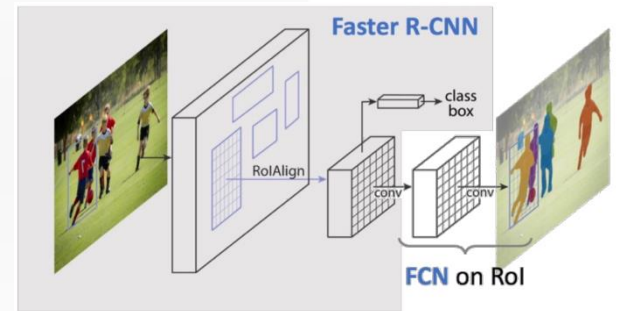 Faster R-CNN
class
box
RoIAlign
conv
conv
FCN on RoI